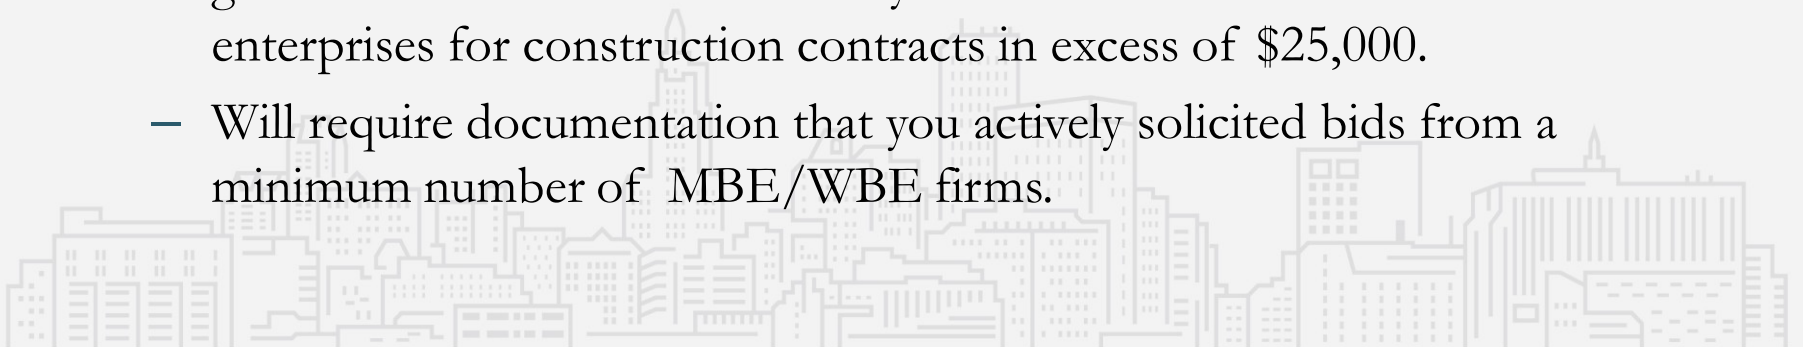 enterprises for construction contracts in excess of $25,000.
– Will require documentation that you actively solicited bids from a
minimum number of MBE/WBE firms.